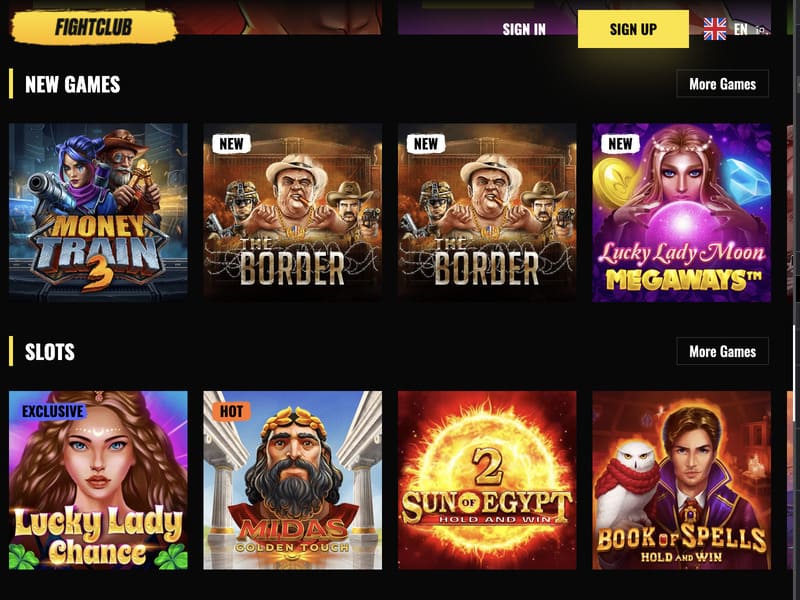 FIGHTCLUB
SIGN IN
SIGN UP
EN
NEW GAMES
More Games
MONEY
TRAIN
3
NEW
THE
BORDER
NEW
THE
BORDER
NEW
Lucky Lady Moon
MEGAWAYS™
SLOTS
More Games
EXCLUSIVE
Lucky Lady
Chance
HOT
MIDAS
GOLDEN TOUCH
2
SUN OF EGYPT
HOLD AND WIN
BOOK OF SPELLS
HOLD AND WIN